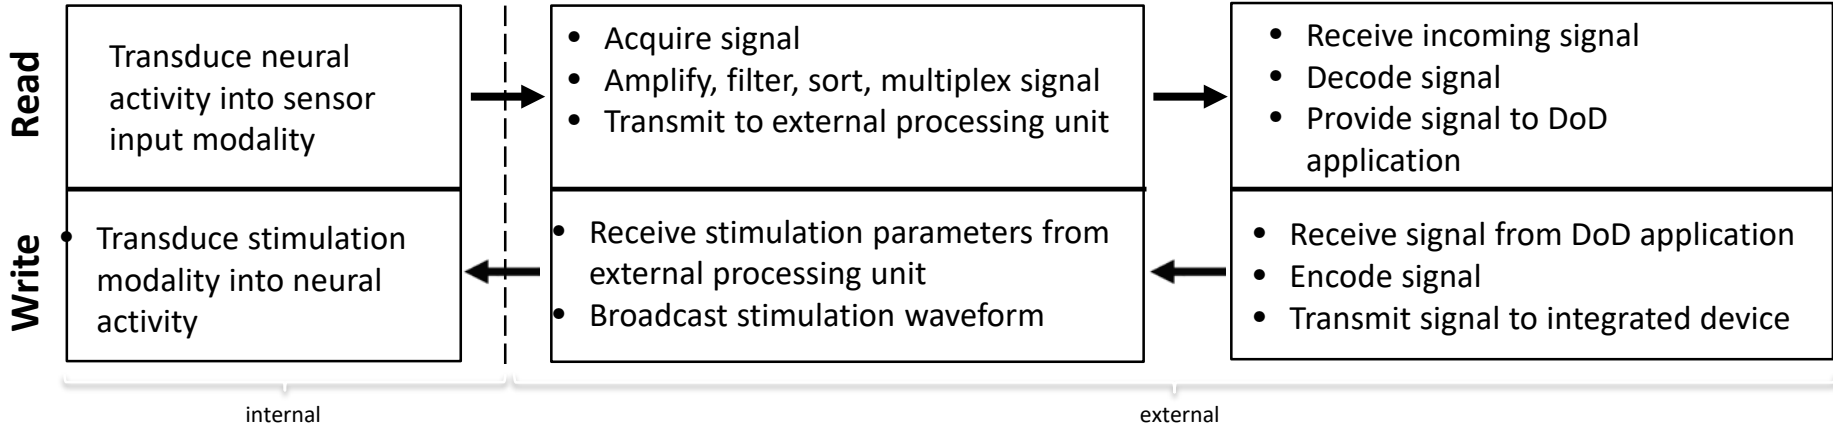 Read
Transduce neural
activity into sensor
input modality
• Acquire signal
• Amplify, filter, sort, multiplex signal
• Transmit to external processing unit
• Receive incoming signal
• Decode signal
• Provide signal to DoD
application
Write
• Transduce stimulation
modality into neural
activity
• Receive stimulation parameters from
external processing unit
• Broadcast stimulation waveform
• Receive signal from DoD application
• Encode signal
• Transmit signal to integrated device
internal
external